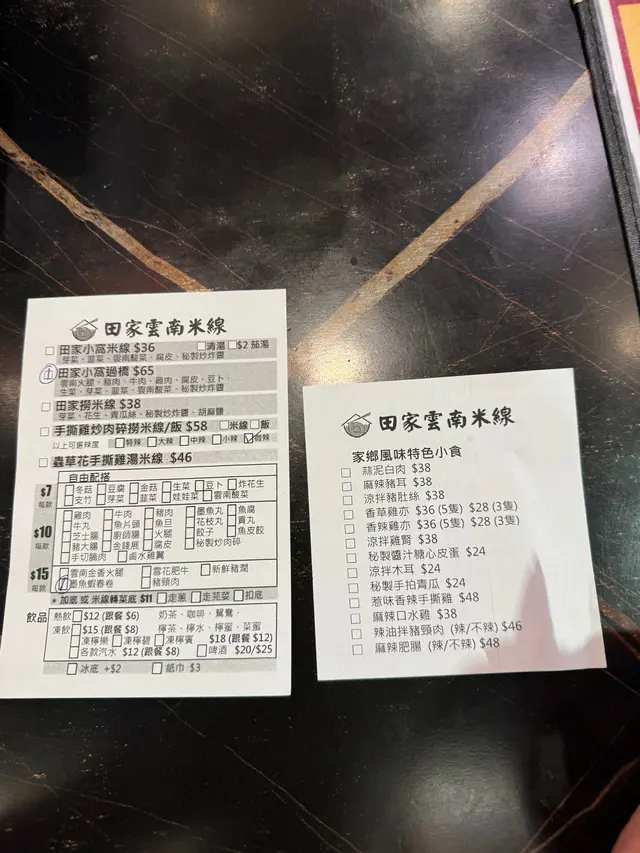 田家雲南米線
田家小窩米線 $36 清湯 $2 茄湯
芽菜、韮菜、雲南酸菜、腐皮、秘製炒炸醬
田家小窩過橋 $65
雲南火腿、豬肉、牛肉、雞肉、腐皮、豆卜、
生菜、芽菜、韮菜、雲南酸菜、秘製炒炸醬
田家撈米線 $38
芽菜、花生、青瓜絲、秘製炒炸醬、胡麻醬
手撕雞炒肉碎撈米線/飯 $58 米線 飯
以上可選辣度 特辣 大辣 中辣 小辣 微辣
蟲草花手撕雞湯米線 $46
自由配搭
$7 每款
冬菇 豆腐 金菇 生菜 豆卜 炸花生
支竹 芽菜 韮菜 娃娃菜 雲南酸菜
$10 每款
雞肉 牛肉 豬肉 墨魚丸 魚腐
牛丸 魚片頭 魚旦 花枝丸 貢丸
芝士腸 廚師腸 火腿 餃子 魚皮餃
豬大腸 金錢展 腐皮 秘製炒肉碎
手切腩肉 鹵水雞翼
$15 每款
雲南金香火腿 雪花肥牛 新鮮豬潤
墨魚蝦春卷 豬頸肉
* 加底 或 米線轉菜底 $11 走蔥 走芫荽 扣底
飲品
熱飲 $12 (跟餐 $6) 奶茶、咖啡、鴛鴦、
凍飲 $15 (跟餐 $8) 檸茶、檸水、檸蜜、菜蜜
凍檸樂 凍檸碧 凍檸賓 $18 (跟餐 $12)
各款汽水 $12 (跟餐 $8) 啤酒 $20/$25
冰底 +$2 紙巾 $3
田家雲南米線
家鄉風味特色小食
蒜泥白肉 $38
麻辣豬耳 $38
涼拌豬肚絲 $38
香草雞亦 $36 (5隻) $28 (3隻)
香辣雞亦 $36 (5隻) $28 (3隻)
涼拌雞腎 $38
秘製醬汁糖心皮蛋 $24
涼拌木耳 $24
秘製手拍青瓜 $24
惹味香辣手撕雞 $48
麻辣口水雞 $38
辣油拌豬頸肉 (辣/不辣) $46
麻辣肥腸 (辣/不辣) $48